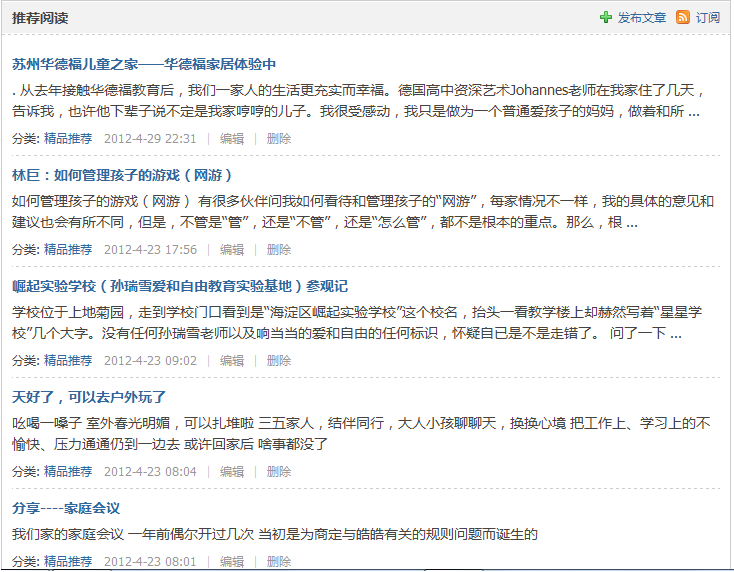 推荐阅读 发布文章 订阅
苏州华德福儿童之家——华德福家居体验中
. 从去年接触华德福教育后，我们一家人的生活更充实而幸福。德国高中资深艺术Johannes老师在我家住了几天，
告诉我，也许他下辈子说不定是我家哼哼的儿子。我很受感动，我只是做为一个普通爱孩子的妈妈，做着和所 ...
分类: 精品推荐 2012-4-29 22:31 | 编辑 | 删除
林巨：如何管理孩子的游戏（网游）
如何管理孩子的游戏（网游） 有很多伙伴问我如何看待和管理孩子的“网游”，每家情况不一样，我的具体的意见和
建议也会有所不同，但是，不管是“管”，还是“不管”，还是“怎么管”，都不是根本的重点。那么，根 ...
分类: 精品推荐 2012-4-23 17:56 | 编辑 | 删除
崛起实验学校（孙瑞雪爱和自由教育实验基地）参观记
学校位于上地菊园，走到学校门口看到是“海淀区崛起实验学校”这个校名，抬头一看教学楼上却赫然写着“星星学
校”几个大字。没有任何孙瑞雪老师以及响当当的爱和自由的任何标识，怀疑自已是不是走错了。 问了一下 ...
分类: 精品推荐 2012-4-23 09:02 | 编辑 | 删除
天好了，可以去户外玩了
吆喝一嗓子 室外春光明媚，可以扎堆啦 三五家人，结伴同行，大人小孩聊聊天，换换心境 把工作上、学习上的不
愉快、压力通通仍到一边去 或许回家后 啥事都没了
分类: 精品推荐 2012-4-23 08:04 | 编辑 | 删除
分享----家庭会议
我们家的家庭会议 一年前偶尔开过几次 当初是为商定与皓皓有关的规则问题而诞生的
分类: 精品推荐 2012-4-23 08:01 | 编辑 | 删除